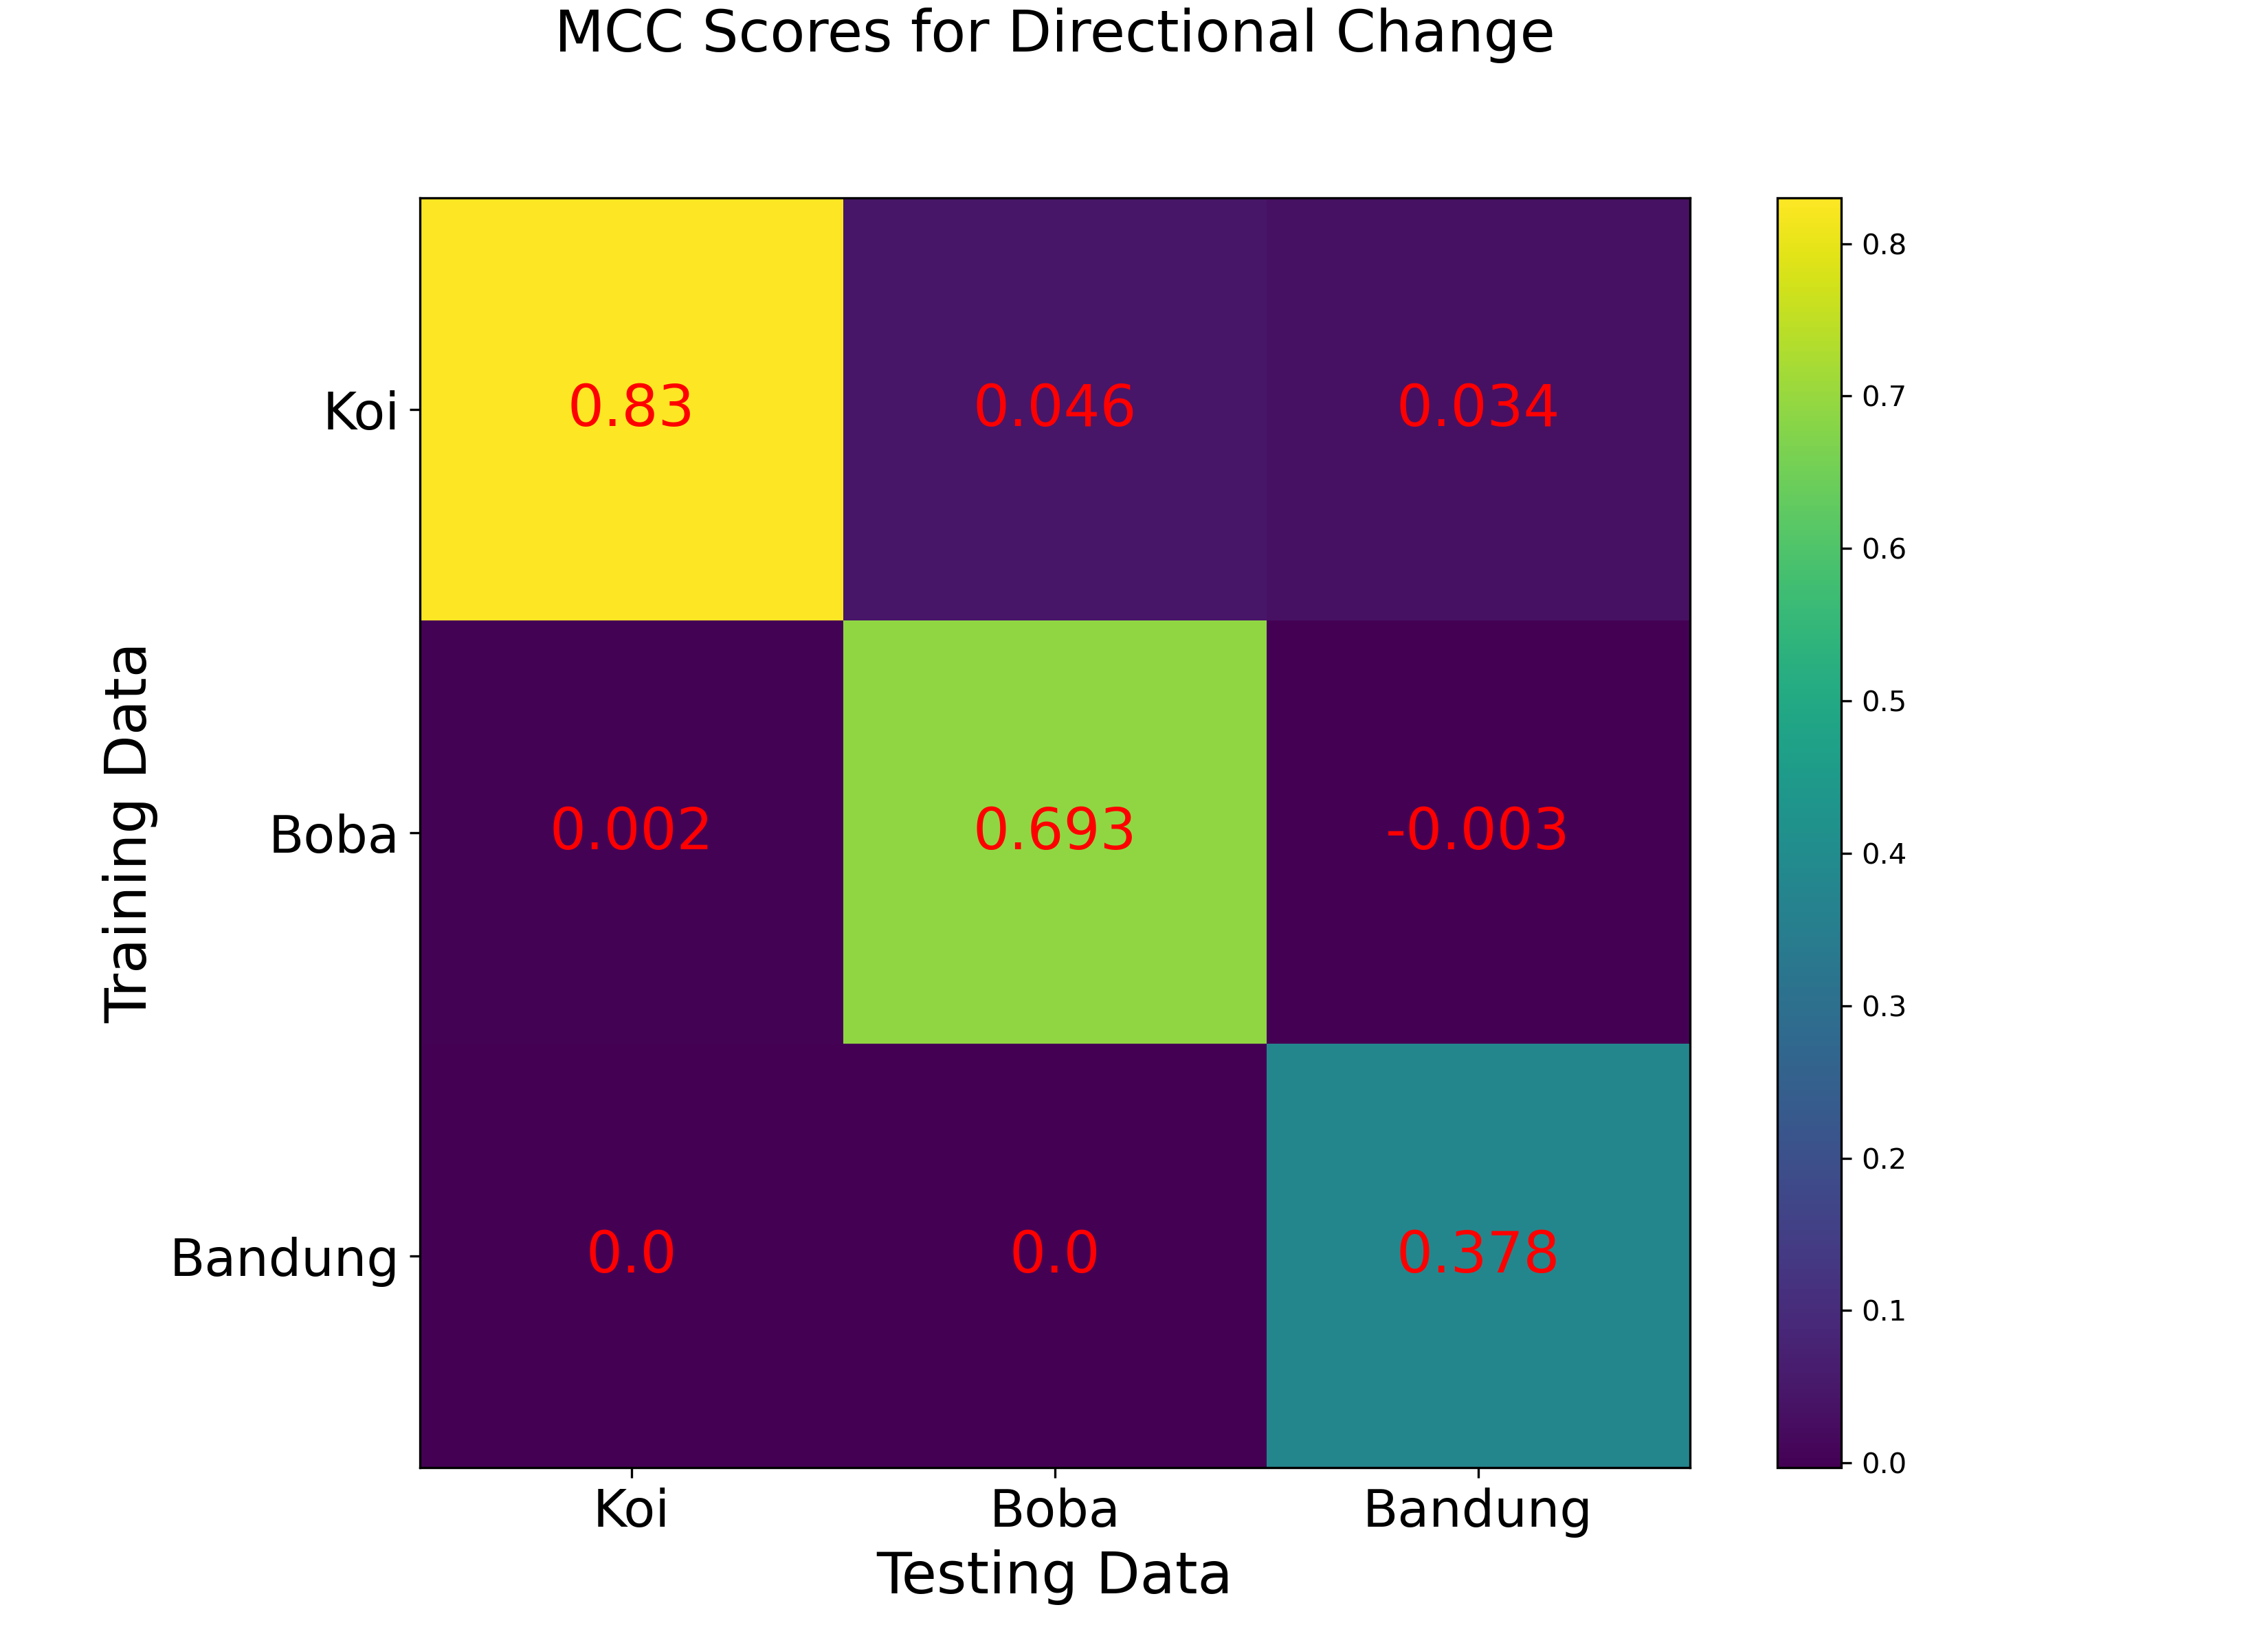 MCC Scores for Directional Change
Koi 0.83 0.046 0.034
Boba 0.002 0.693 -0.003
Bandung 0.0 0.0 0.378
Koi Boba Bandung
Testing Data
Training Data
0.8
0.7
0.6
0.5
0.4
0.3
0.2
0.1
0.0